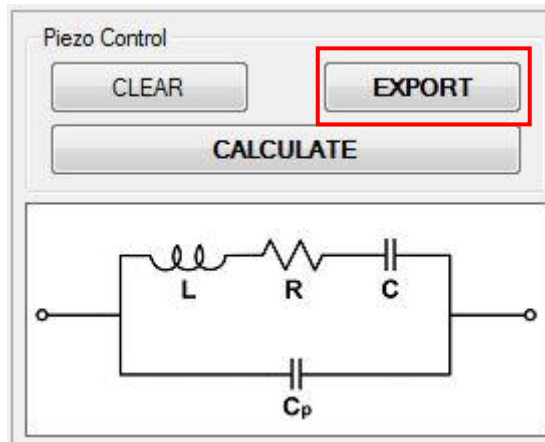 Piezo Control
CLEAR EXPORT
CALCULATE
L R C
Cp